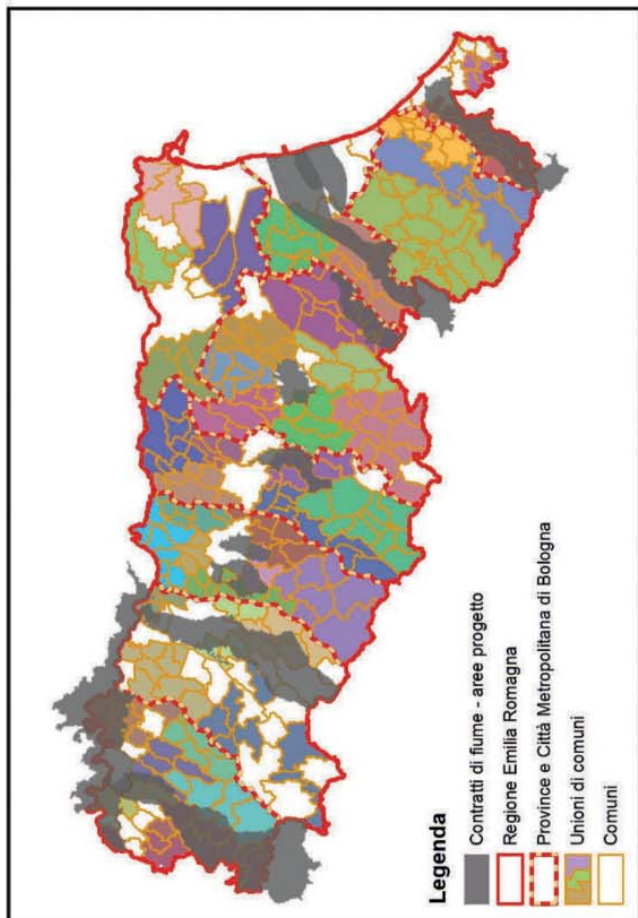 Legenda
Contratti di fiume - aree progetto
Regione Emilia Romagna
Province e Città Metropolitana di Bologna
Unioni di comuni
Comuni